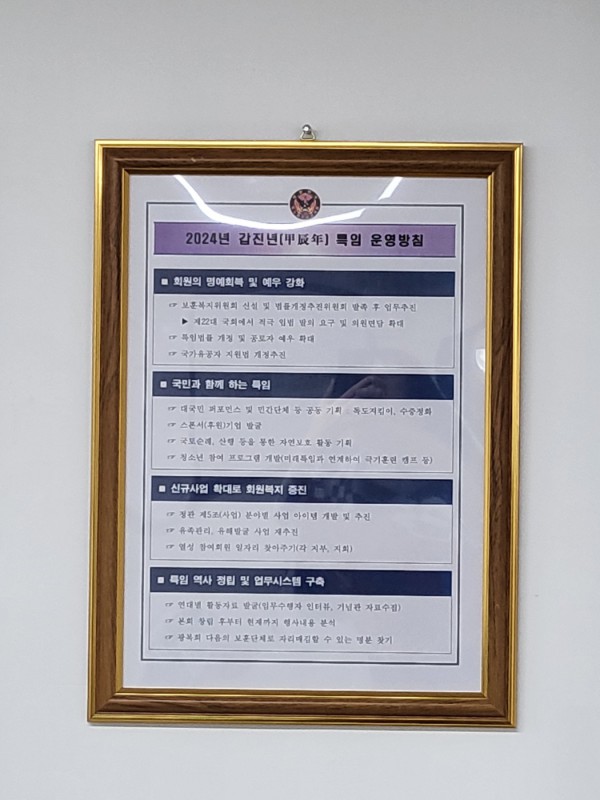 2024년 갑진년(甲辰年) 특임 운영방침
■ 회원의 명예회복 및 예우 강화
☞ 보훈복지위원회 신설 및 법률개정추진위원회 발족 후 임무추진
▶ 제22대 국회에서 적극 입법 발의 요구 및 의원면담 확대
☞ 특임법률 개정 및 공로자 예우 확대
☞ 국가유공자 지원법 개정추진
■ 국민과 함께 하는 특임
☞ 대국민 퍼포먼스 및 민간단체 등 공동 기획 독도지킴이, 수중정화
☞ 스폰서(후원)기업 발굴
☞ 국토순례, 산행 등을 통한 자연보호 활동 기획
☞ 청소년 참여 프로그램 개발(미래특임과 연계하여 극기훈련 캠프 등)
■ 신규사업 확대로 회원복지 증진
☞ 정관 제5조(사업) 분야별 사업 아이템 개발 및 추진
☞ 유족관리, 유해발굴 사업 재추진
☞ 열성 참여회원 일자리 찾아주기(각 지부, 지회)
■ 특임 역사 정립 및 업무시스템 구축
☞ 연대별 활동자료 발굴(임무수행자 인터뷰, 기념관 자료수집)
☞ 본회 창립 후부터 현재까지 행사내용 분석
☞ 광복회 다음의 보훈단체로 자리매김할 수 있는 명분 찾기